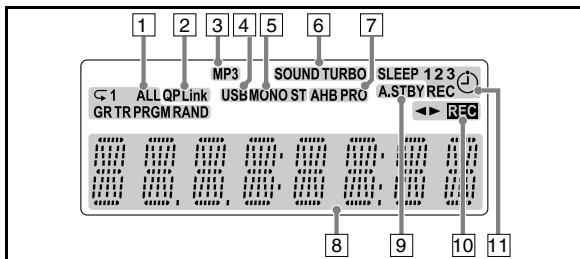 1 2 3 4 5 6 7
MP3 SOUND TURBO SLEEP 1 2 3
1 ALL QP Link USB MONO ST AHB PRO A.STBY REC
GR TR PRGM RAND REC
8 9 10 11